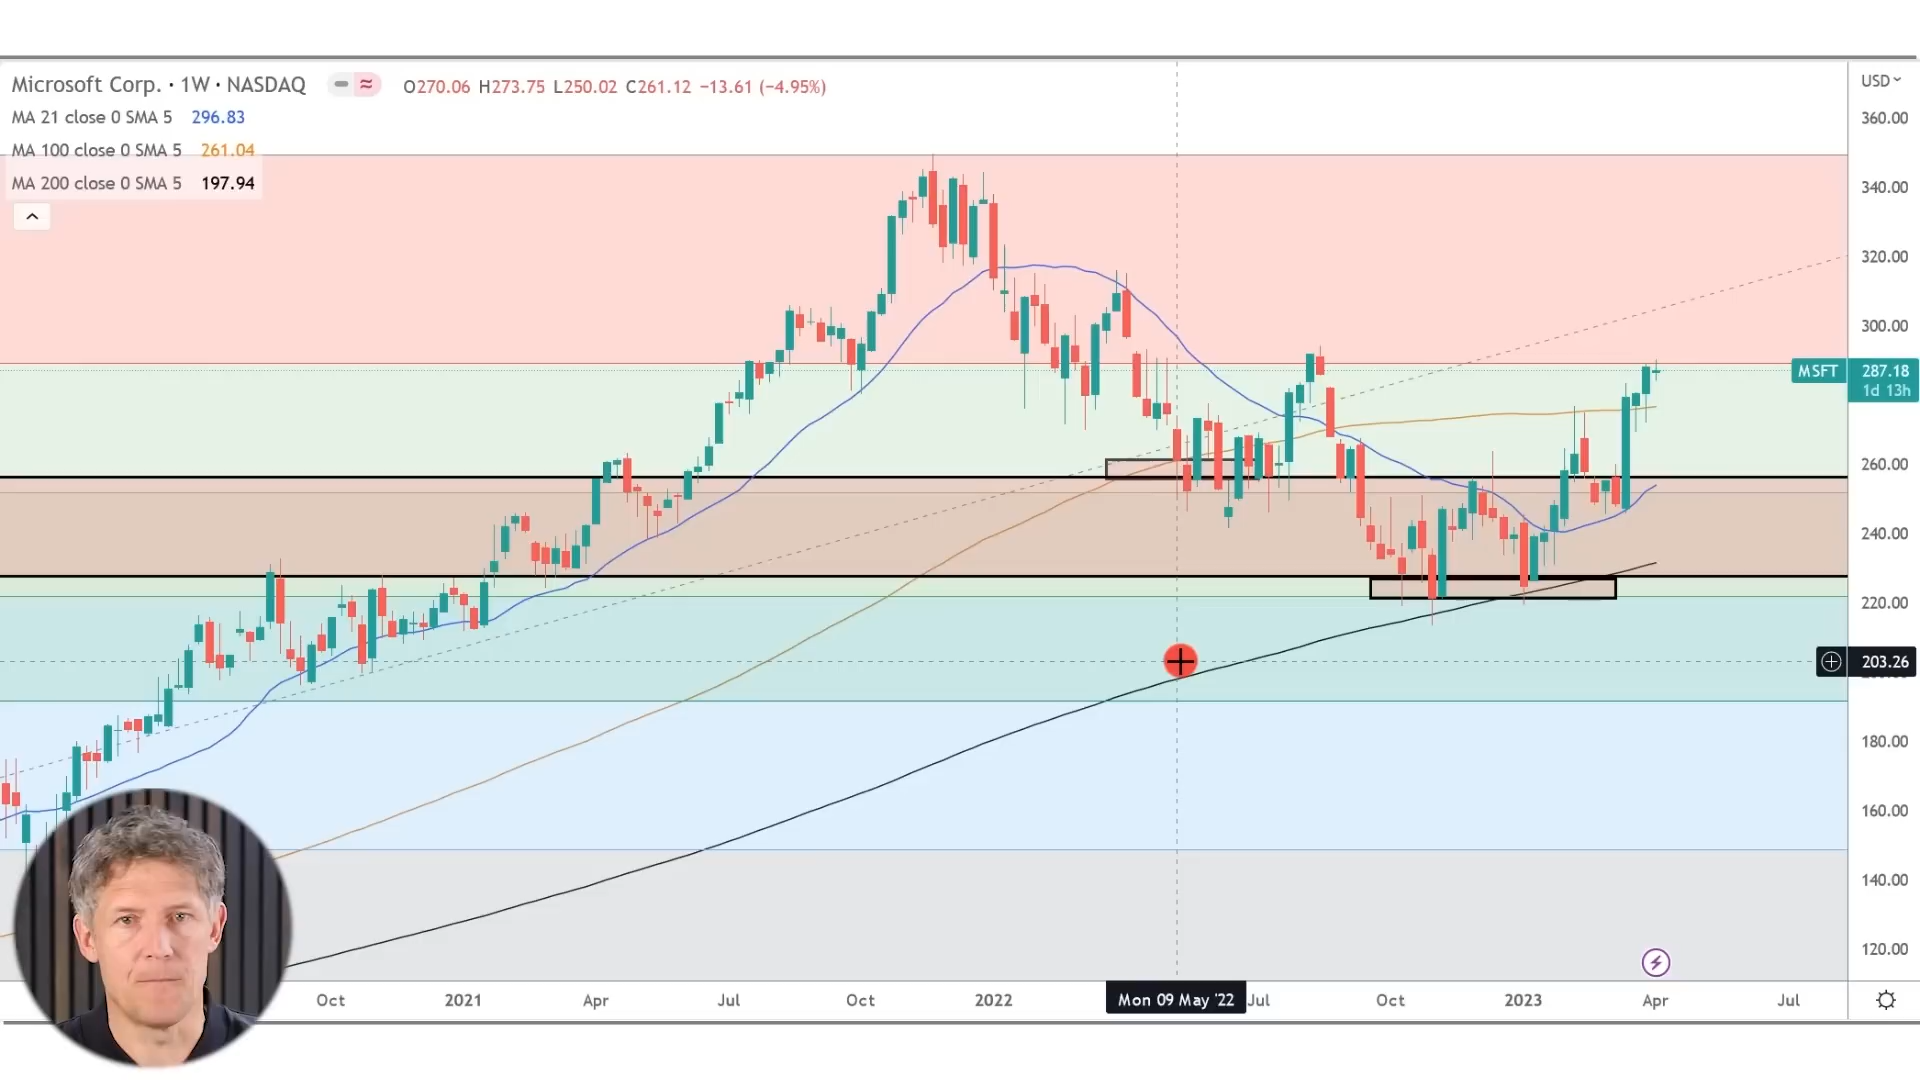 Microsoft Corp. · 1W · NASDAQ O270.06 H273.75 L250.02 C261.12 −13.61 (−4.95%)
MA 21 close 0 SMA 5 296.83
MA 100 close 0 SMA 5 261.04
MA 200 close 0 SMA 5 197.94
USD
360.00
340.00
320.00
300.00
MSFT 287.18
1d 13h
260.00
240.00
220.00
203.26
180.00
160.00
140.00
120.00
Oct 2021 Apr Jul Oct 2022 Mon 09 May '22 Jul Oct 2023 Apr Jul